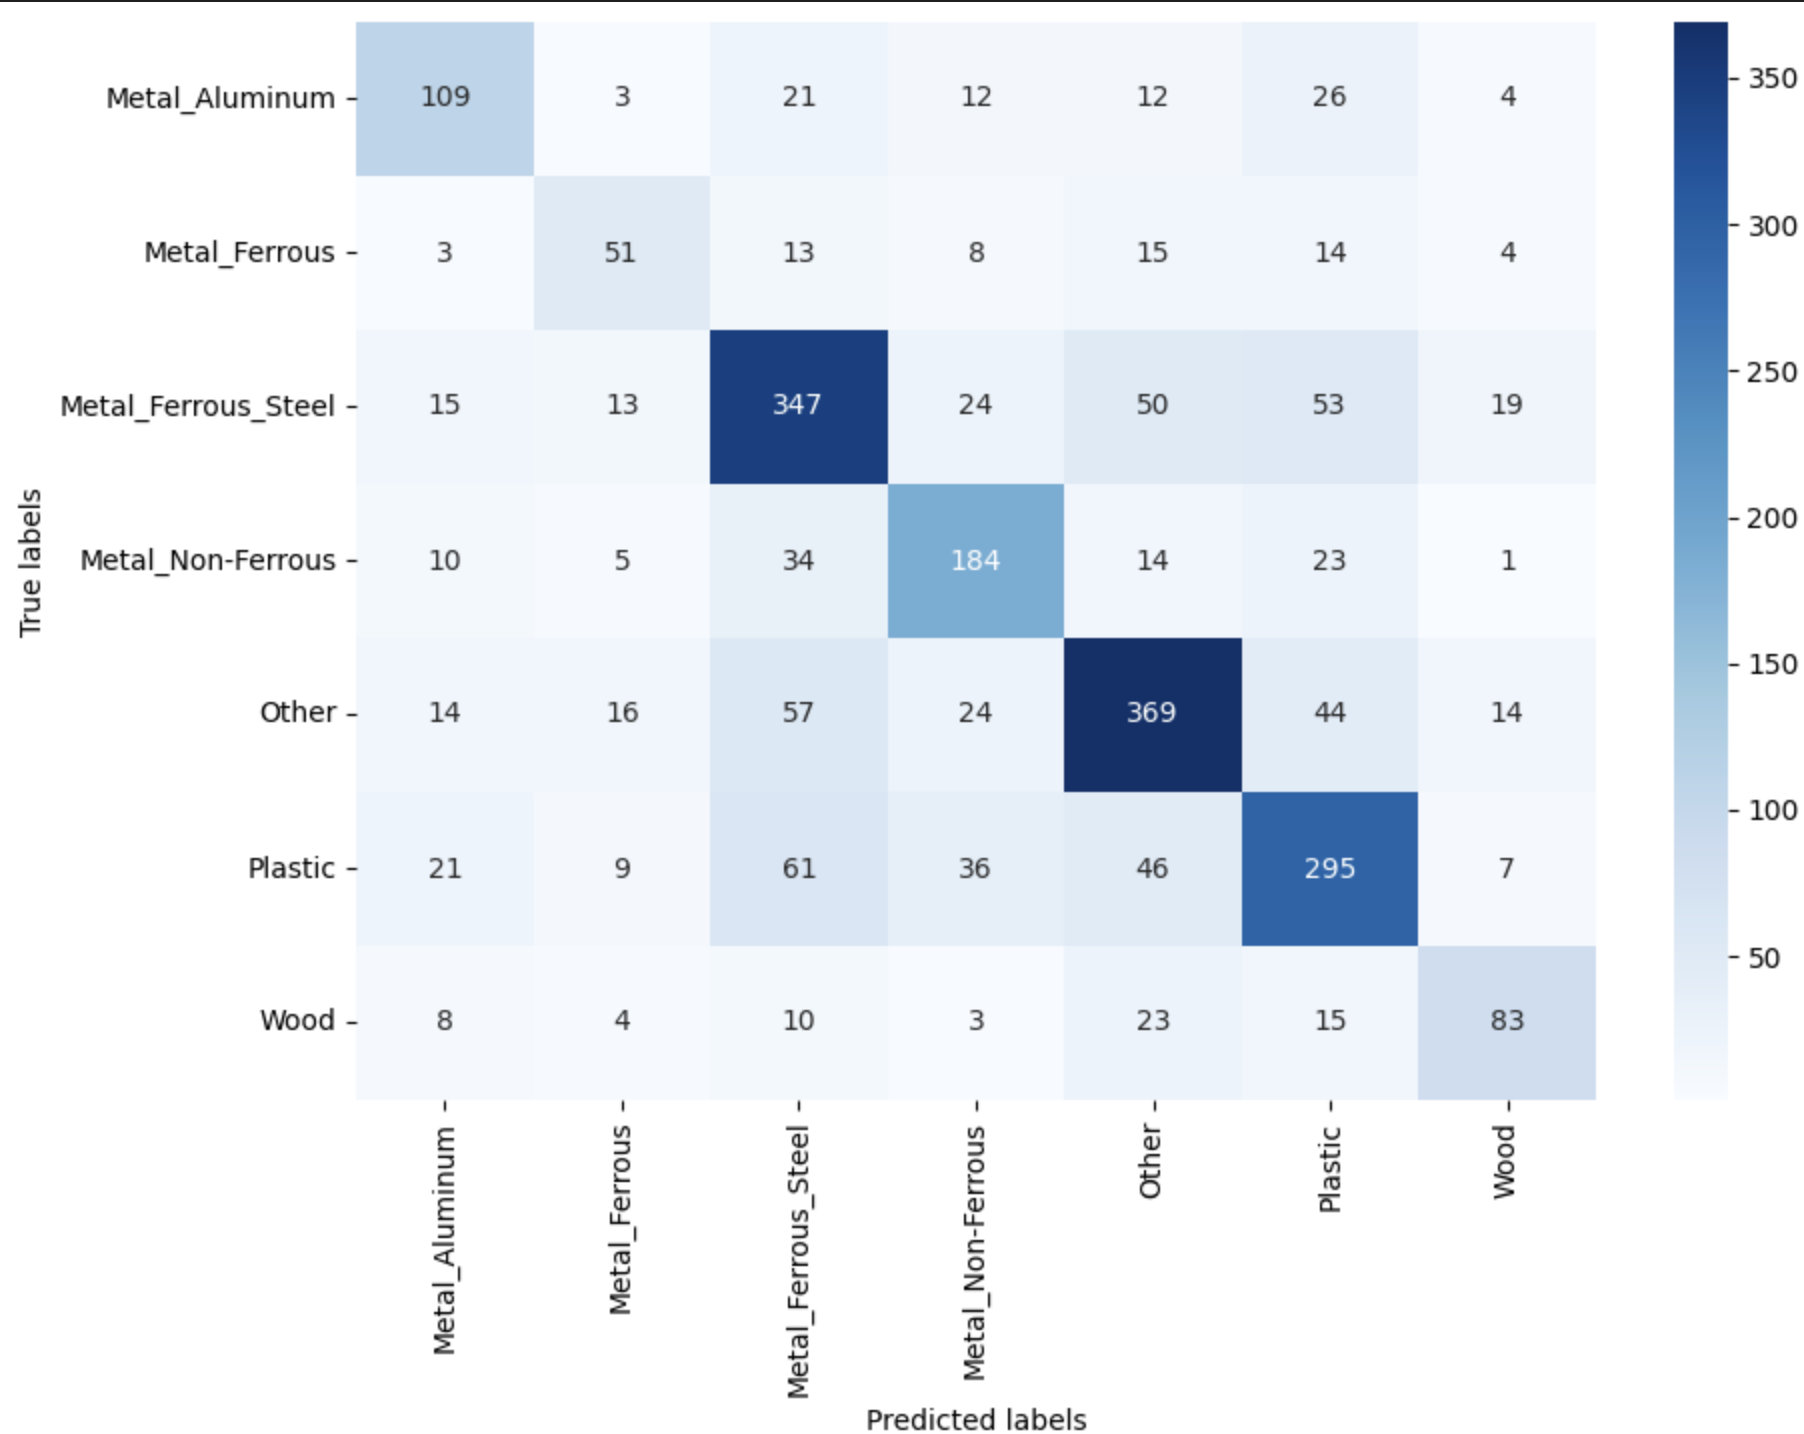 Metal_Aluminum 109 3 21 12 12 26 4
Metal_Ferrous 3 51 13 8 15 14 4
Metal_Ferrous_Steel 15 13 347 24 50 53 19
Metal_Non-Ferrous 10 5 34 184 14 23 1
Other 14 16 57 24 369 44 14
Plastic 21 9 61 36 46 295 7
Wood 8 4 10 3 23 15 83
True labels
Metal_Aluminum
Metal_Ferrous
Metal_Ferrous_Steel
Metal_Non-Ferrous
Other
Plastic
Wood
Predicted labels
350
300
250
200
150
100
50